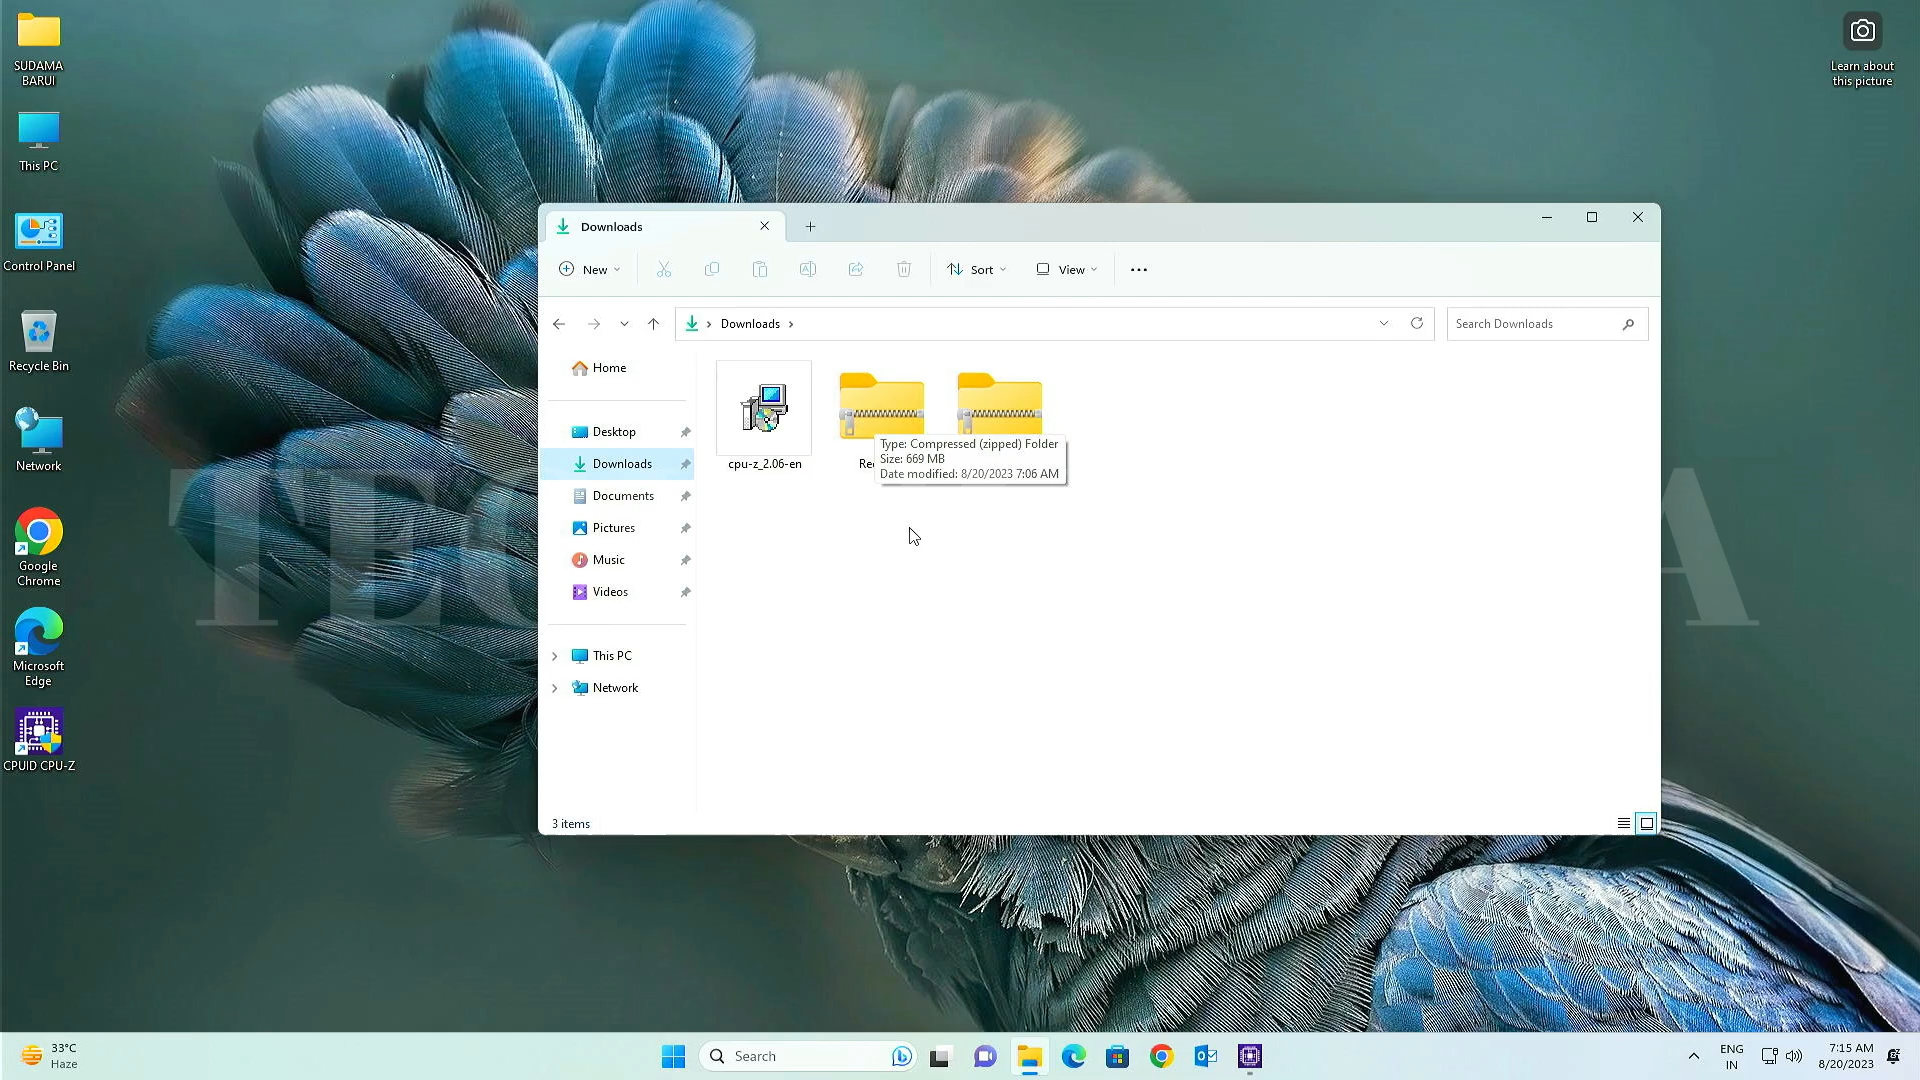 SUDAMA
BARUI
This PC
Control Panel
Recycle Bin
Network
Google
Chrome
Microsoft
Edge
CPUID CPU-Z
Learn about
this picture
Downloads
New
Sort
View
Downloads
Search Downloads
Home
Desktop
Downloads
Documents
Pictures
Music
Videos
This PC
Network
cpu-z_2.06-en
Type: Compressed (zipped) Folder
Size: 669 MB
Date modified: 8/20/2023 7:06 AM
3 items
33°C
Haze
Search
ENG
IN
7:15 AM
8/20/2023